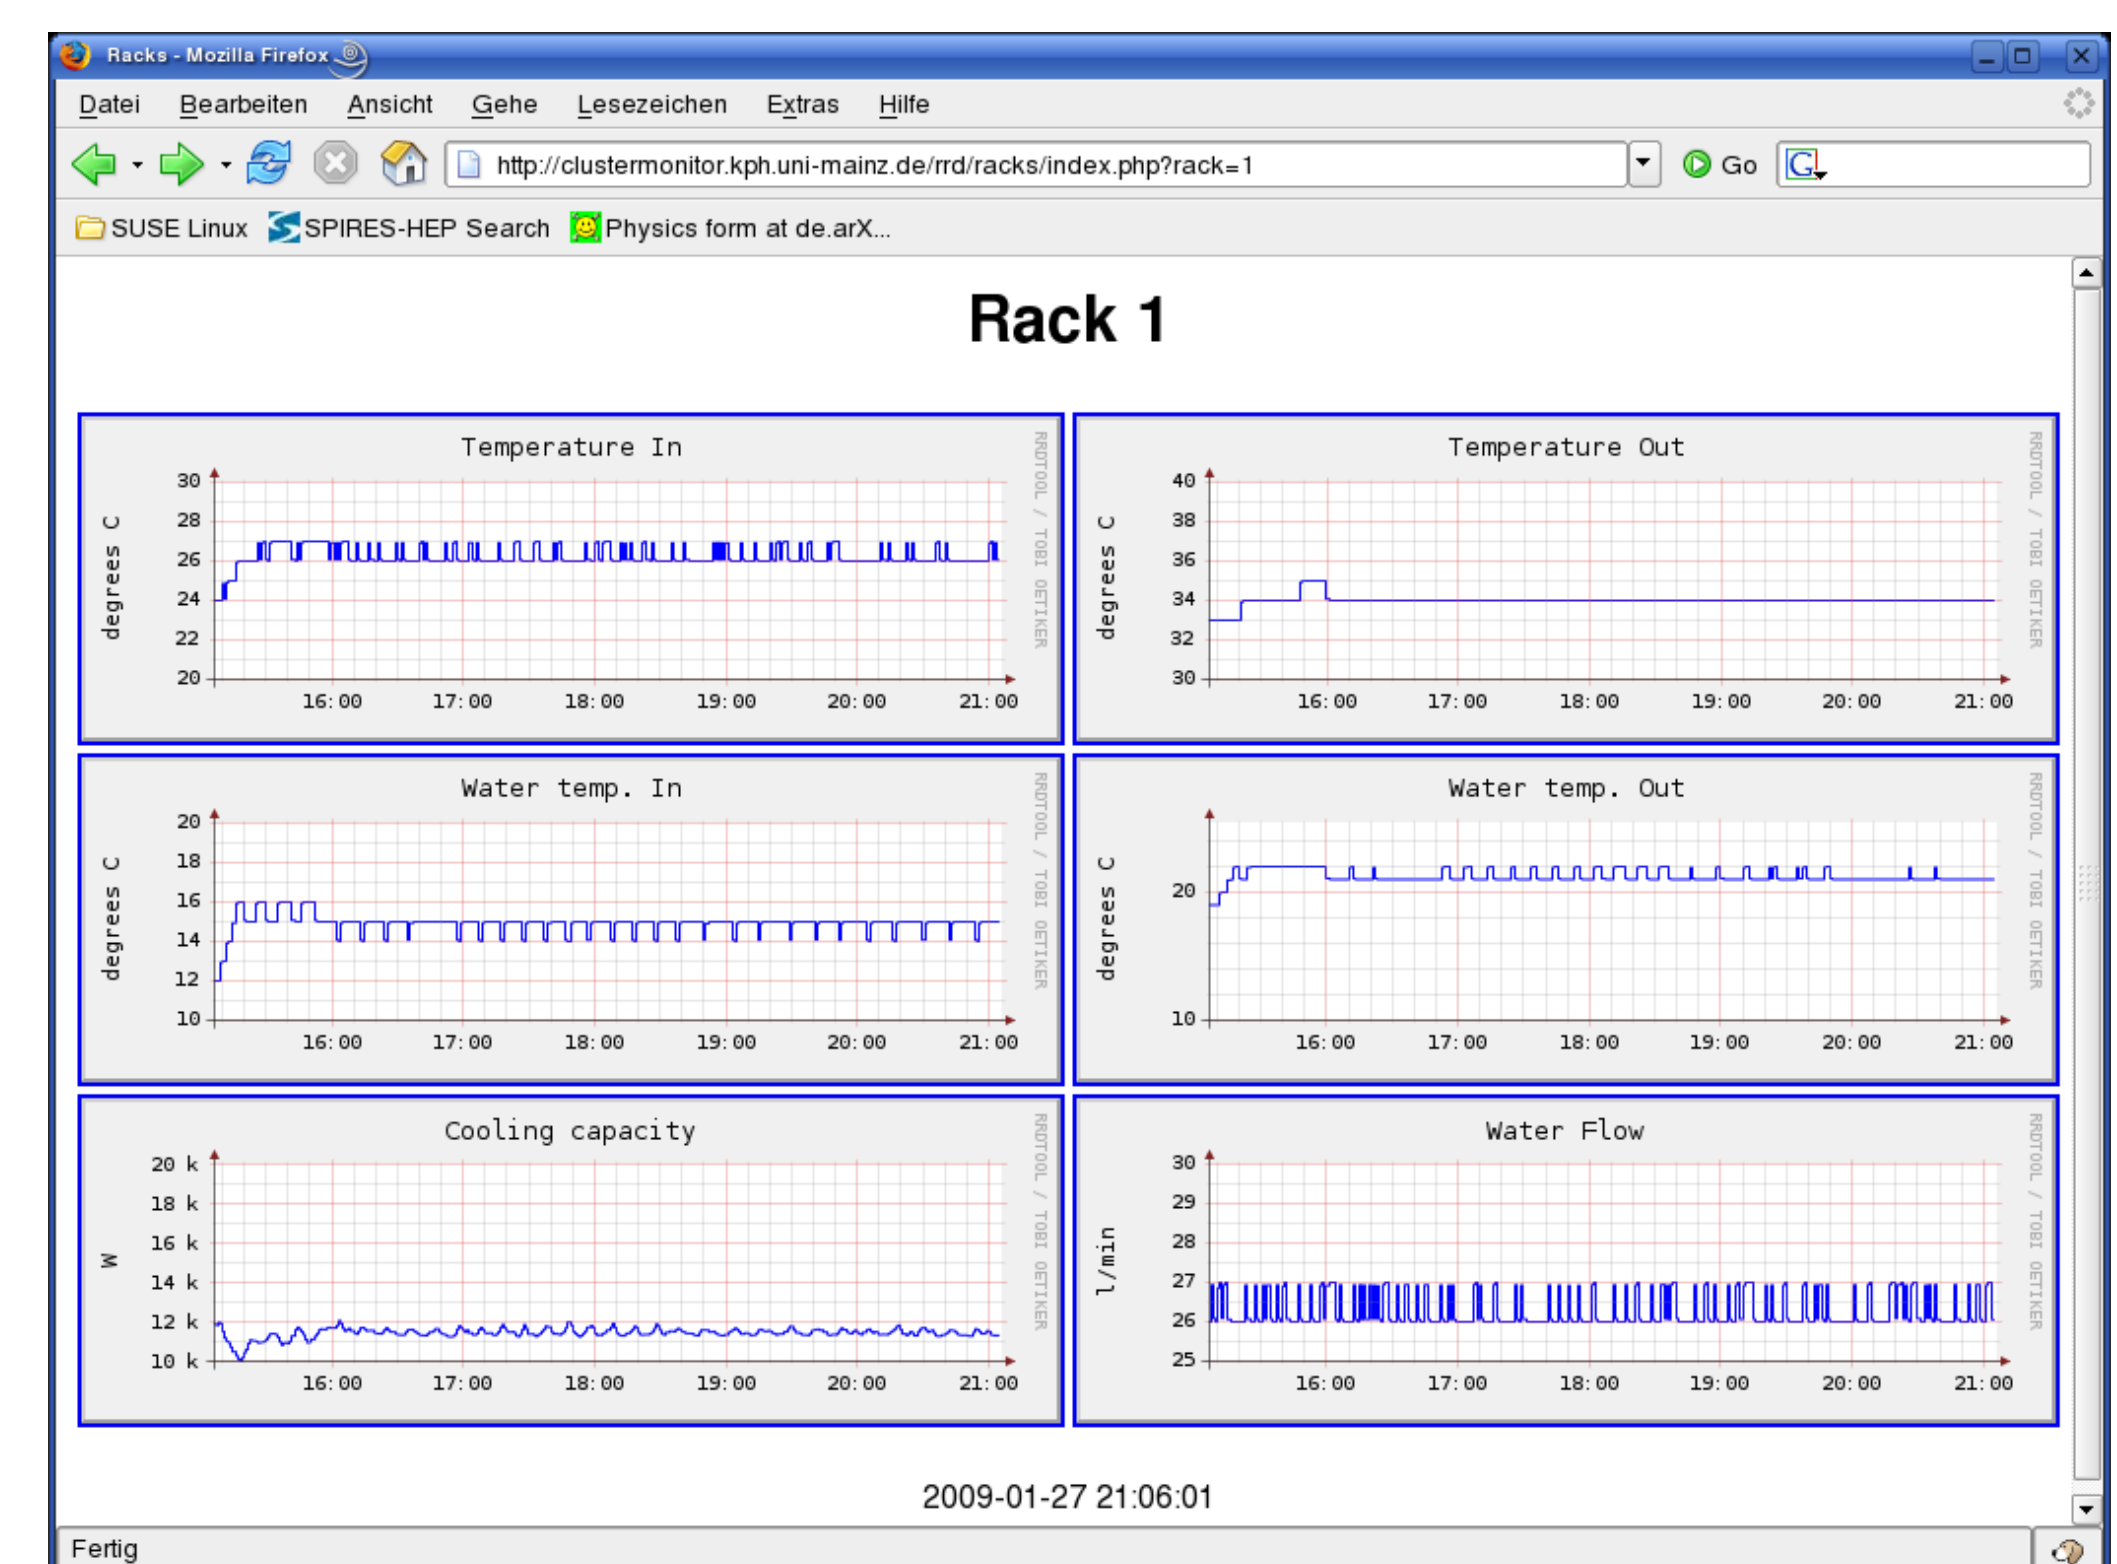 Racks - Mozilla Firefox
Datei Bearbeiten Ansicht Gehe Lesezeichen Extras Hilfe
http://clustermonitor.kph.uni-mainz.de/rrd/racks/index.php?rack=1 Go G
SUSE Linux SPIRES-HEP Search Physics form at de.arX...
Rack 1
Temperature In
degrees C
30
28
26
24
22
20
16:00 17:00 18:00 19:00 20:00 21:00
RRDTOOL / TOBI OETIKER
Temperature Out
degrees C
40
38
36
34
32
30
16:00 17:00 18:00 19:00 20:00 21:00
RRDTOOL / TOBI OETIKER
Water temp. In
degrees C
20
18
16
14
12
10
16:00 17:00 18:00 19:00 20:00 21:00
RRDTOOL / TOBI OETIKER
Water temp. Out
degrees C
20
10
16:00 17:00 18:00 19:00 20:00 21:00
RRDTOOL / TOBI OETIKER
Cooling capacity
W
20 k
18 k
16 k
14 k
12 k
10 k
16:00 17:00 18:00 19:00 20:00 21:00
RRDTOOL / TOBI OETIKER
Water Flow
l/min
30
29
28
27
26
25
16:00 17:00 18:00 19:00 20:00 21:00
RRDTOOL / TOBI OETIKER
2009-01-27 21:06:01
Fertig